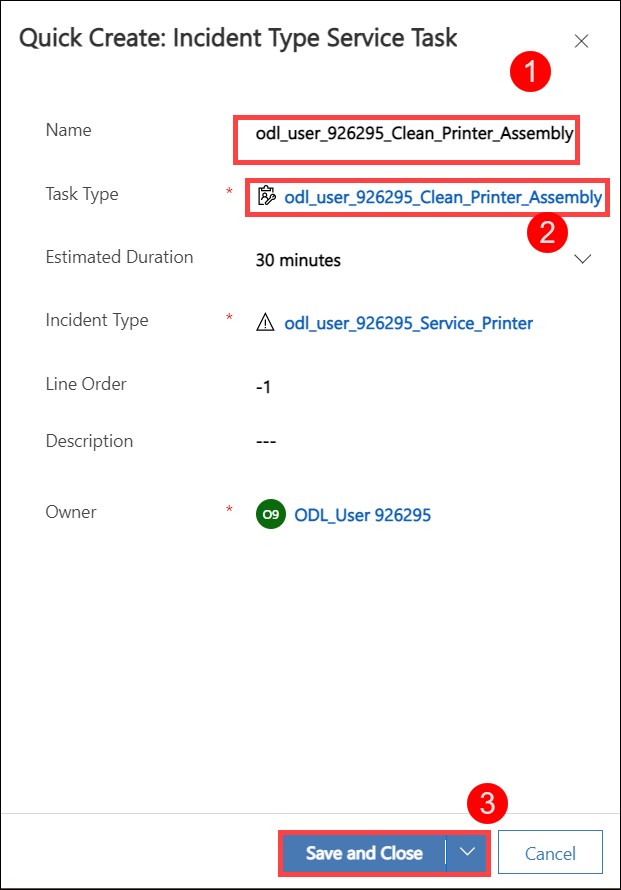 Quick Create: Incident Type Service Task
1
Name
odl_user_926295_Clean_Printer_Assembly
Task Type * odl_user_926295_Clean_Printer_Assembly
2
Estimated Duration 30 minutes
Incident Type * odl_user_926295_Service_Printer
Line Order -1
Description ---
Owner * O9 ODL_User 926295
3
Save and Close Cancel